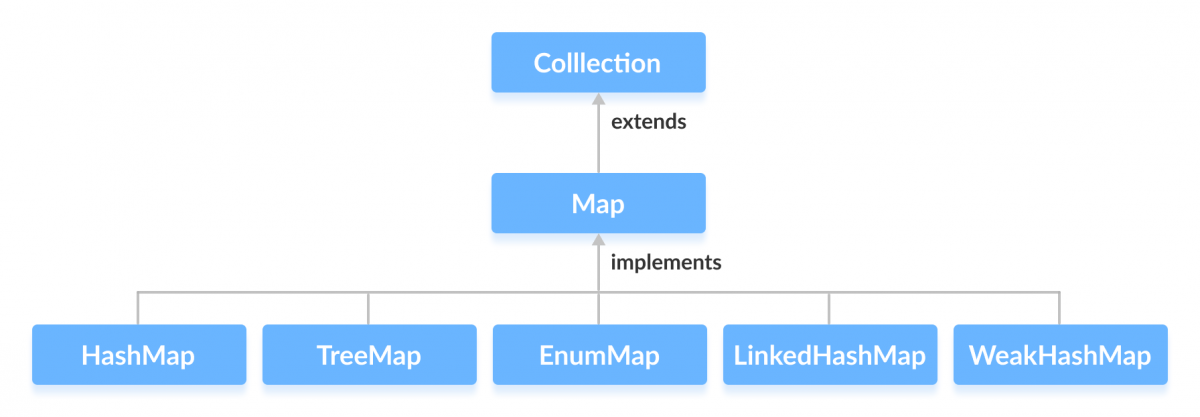 Colllection
extends
Map
implements
HashMap
TreeMap
EnumMap
LinkedHashMap
WeakHashMap